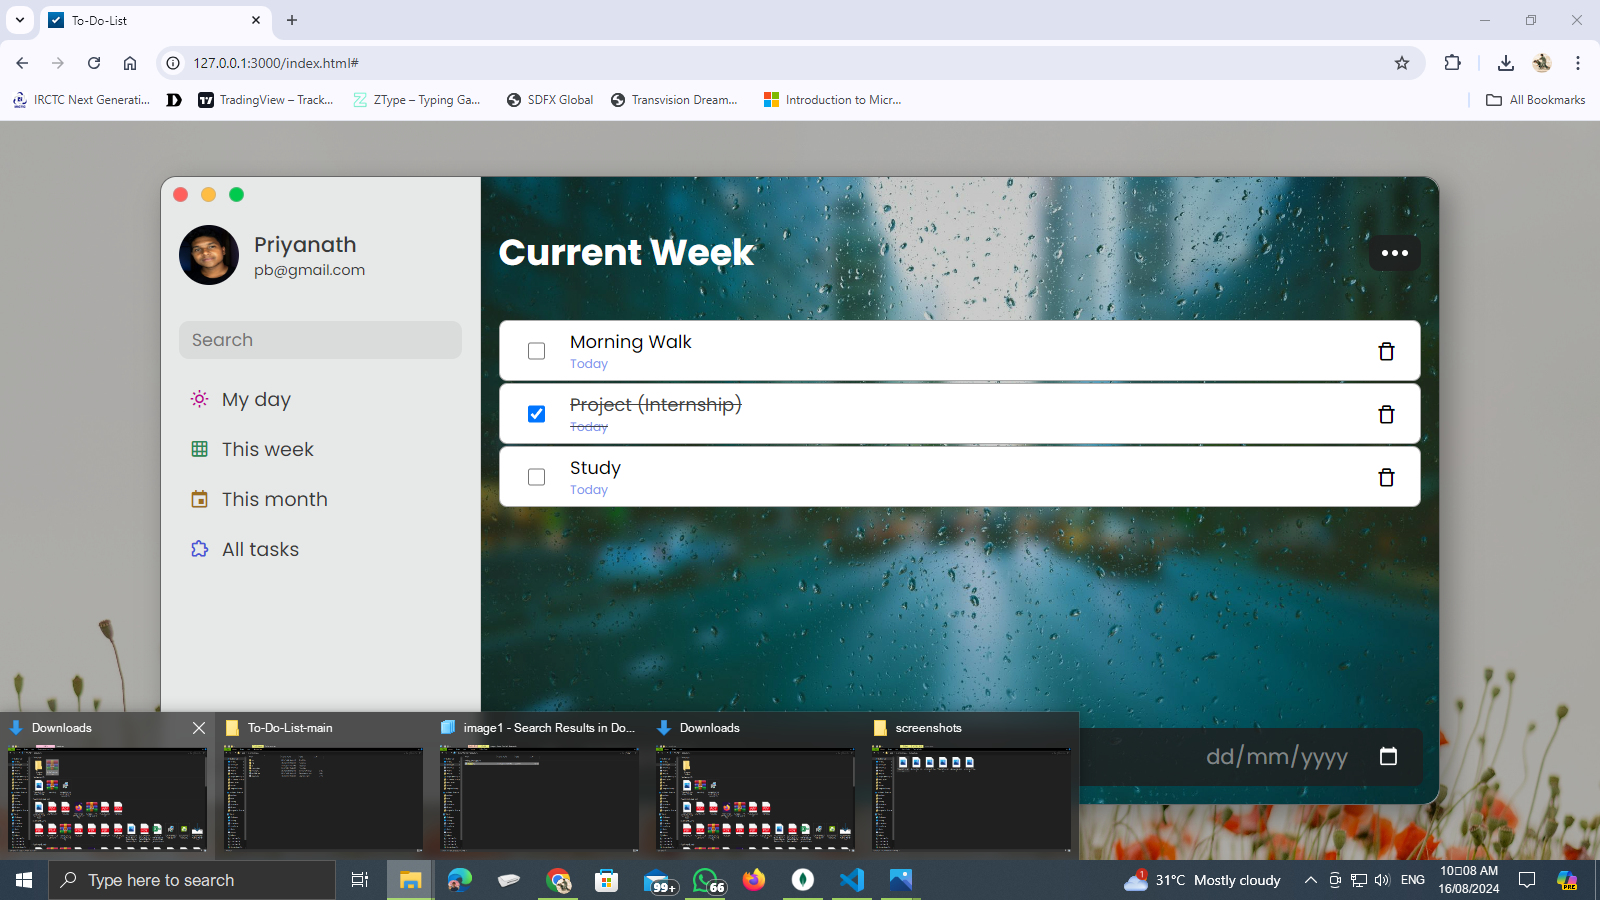 To-Do-List
127.0.0.1:3000/index.html#
IRCTC Next Generati...
TradingView – Track...
ZType – Typing Ga...
SDFX Global
Transvision Dream...
Introduction to Micr...
All Bookmarks
Priyanath
pb@gmail.com
Search
My day
This week
This month
All tasks
Current Week
Morning Walk
Today
Project (Internship)
Today
Study
Today
dd/mm/yyyy
Downloads
To-Do-List-main
image1 - Search Results in Do...
Downloads
screenshots
Type here to search
99+
66
1
31°C Mostly cloudy
ENG
10▯08 AM
16/08/2024
PRE